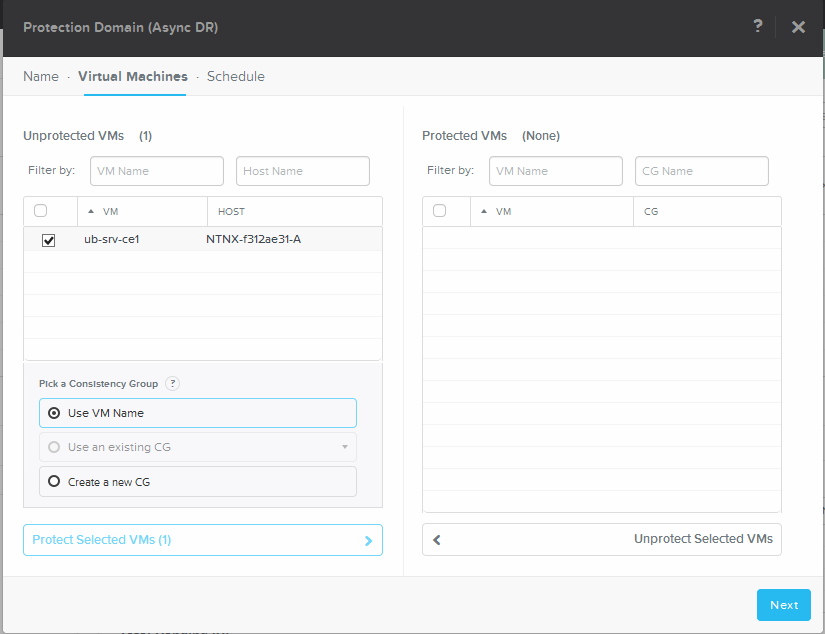 Protection Domain (Async DR)
?
Name · Virtual Machines · Schedule
Unprotected VMs (1)
Filter by: VM Name Host Name
VM HOST
ub-srv-ce1 NTNX-f312ae31-A
Pick a Consistency Group ?
Use VM Name
Use an existing CG
Create a new CG
Protect Selected VMs (1)
Protected VMs (None)
Filter by: VM Name CG Name
VM CG
Unprotect Selected VMs
Next